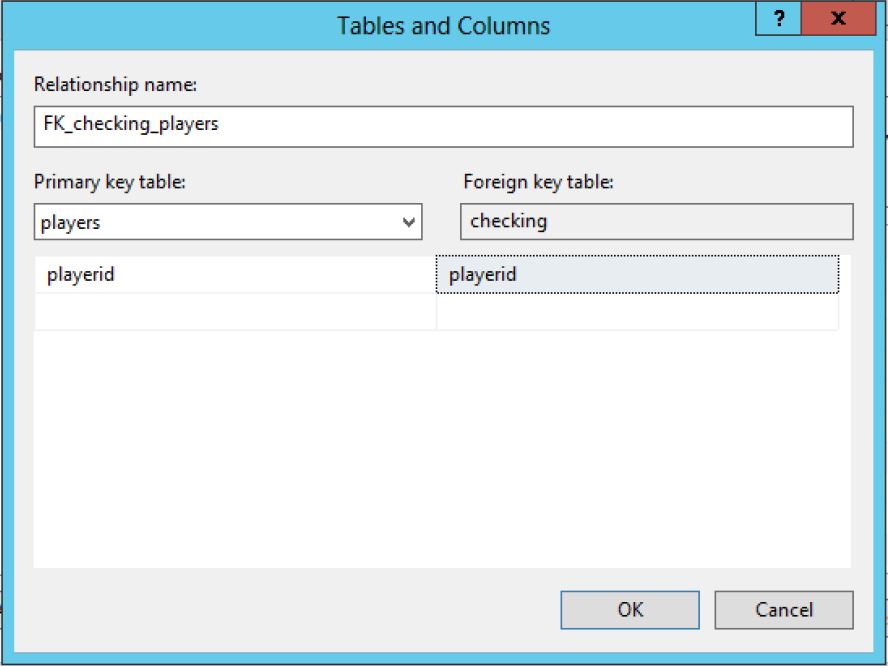 Tables and Columns
?
X
Relationship name:
FK_checking_players
Primary key table:
Foreign key table:
players
checking
playerid
playerid
OK
Cancel